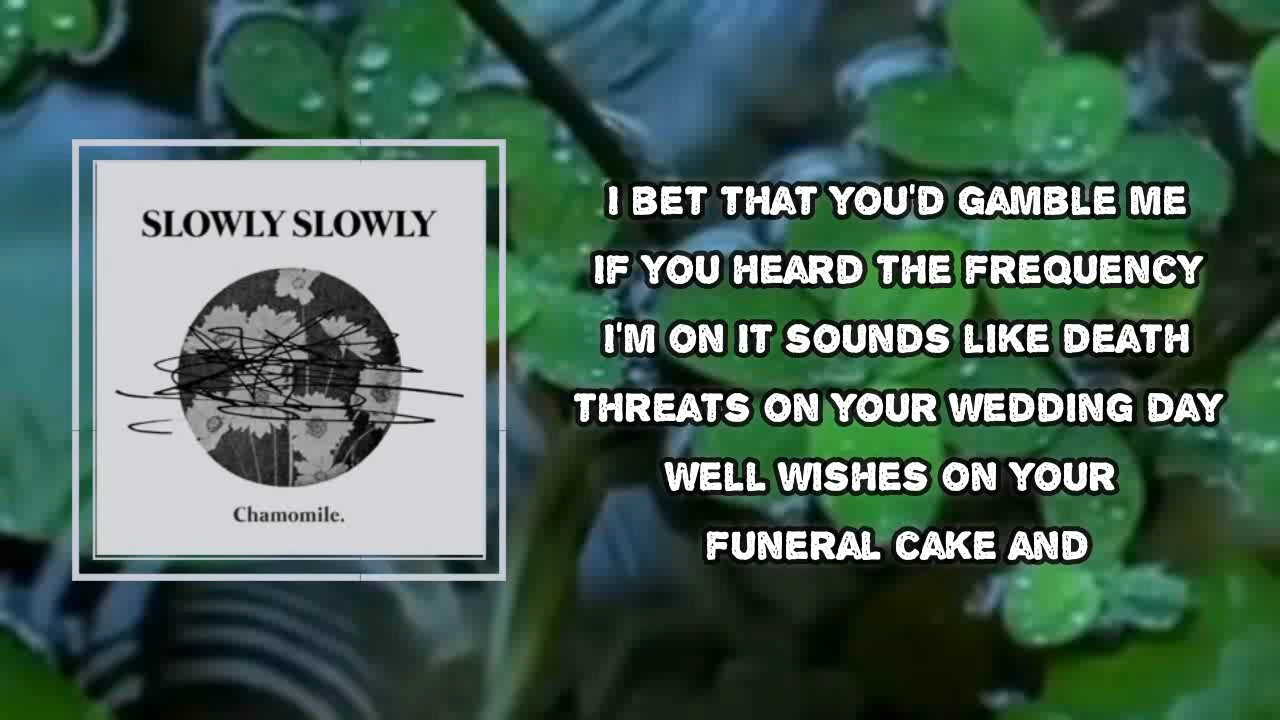 SLOWLY SLOWLY
Chamomile.
I BET THAT YOU'D GAMBLE ME
IF YOU HEARD THE FREQUENCY
I'M ON IT SOUNDS LIKE DEATH
THREATS ON YOUR WEDDING DAY
WELL WISHES ON YOUR
FUNERAL CAKE AND